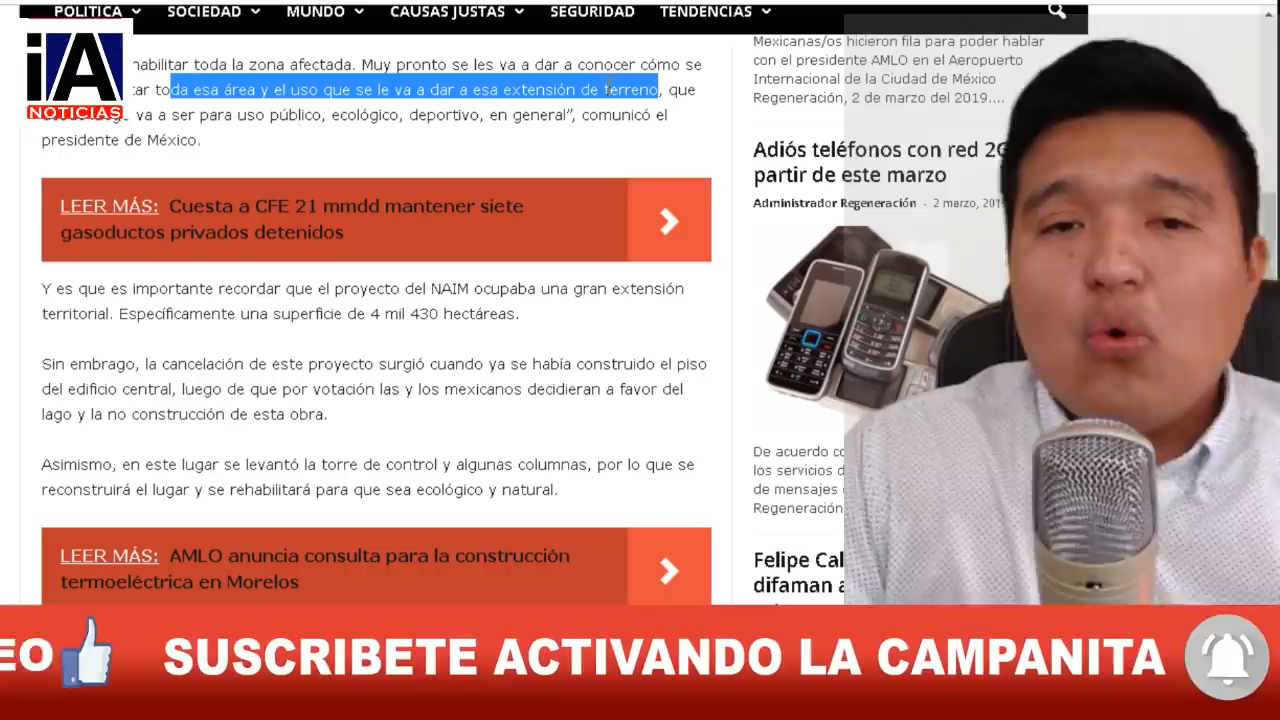 POLÍTICA SOCIEDAD MUNDO CAUSAS JUSTAS SEGURIDAD TENDENCIAS
iA
NOTICIAS
habilitar toda la zona afectada. Muy pronto se les va a dar a conocer cómo se
toda esa área y el uso que se le va a dar a esa extensión de terreno, que
va a ser para uso público, ecológico, deportivo, en general”, comunicó el
presidente de México.
LEER MÁS: Cuesta a CFE 21 mmdd mantener siete
gasoductos privados detenidos
Y es que es importante recordar que el proyecto del NAIM ocupaba una gran extensión
territorial. Específicamente una superficie de 4 mil 430 hectáreas.
Sin embrago, la cancelación de este proyecto surgió cuando ya se había construido el piso
del edificio central, luego de que por votación las y los mexicanos decidieran a favor del
lago y la no construcción de esta obra.
Asimismo, en este lugar se levantó la torre de control y algunas columnas, por lo que se
reconstruirá el lugar y se rehabilitará para que sea ecológico y natural.
LEER MÁS: AMLO anuncia consulta para la construcción
termoeléctrica en Morelos
Mexicanas/os hicieron fila para poder hablar
con el presidente AMLO en el Aeropuerto
Internacional de la Ciudad de México
Regeneración, 2 de marzo del 2019....
Adiós teléfonos con red 2G
partir de este marzo
Administrador Regeneración - 2 marzo,
De acuerdo
los servicios
de mensajes
Regeneración,
Felipe
difaman
EO SUSCRIBETE ACTIVANDO LA CAMPANITA